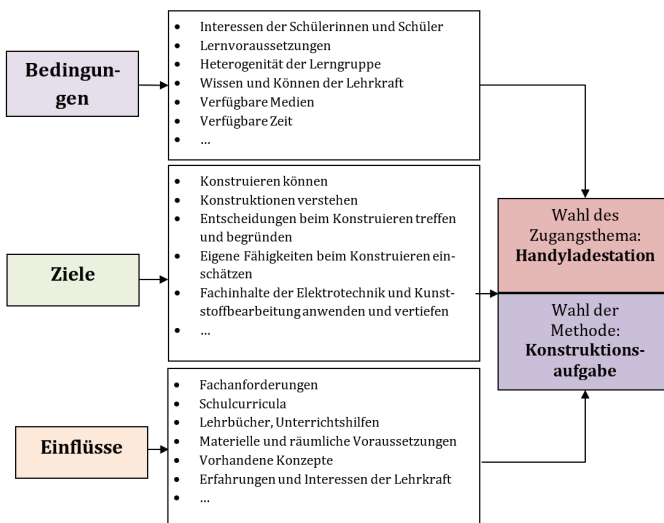 Bedingun-
gen
• Interessen der Schülerinnen und Schüler
• Lernvoraussetzungen
• Heterogenität der Lerngruppe
• Wissen und Können der Lehrkraft
• Verfügbare Medien
• Verfügbare Zeit
• ...
Ziele
• Konstruieren können
• Konstruktionen verstehen
• Entscheidungen beim Konstruieren treffen
und begründen
• Eigene Fähigkeiten beim Konstruieren ein-
schätzen
• Fachinhalte der Elektrotechnik und Kunst-
stoffbearbeitung anwenden und vertiefen
• ...
Einflüsse
• Fachanforderungen
• Schulcurricula
• Lehrbücher, Unterrichtshilfen
• Materielle und räumliche Voraussetzungen
• Vorhandene Konzepte
• Erfahrungen und Interessen der Lehrkraft
• ...
Wahl des
Zugangsthema:
Handyladestation
Wahl der
Methode:
Konstruktions-
aufgabe